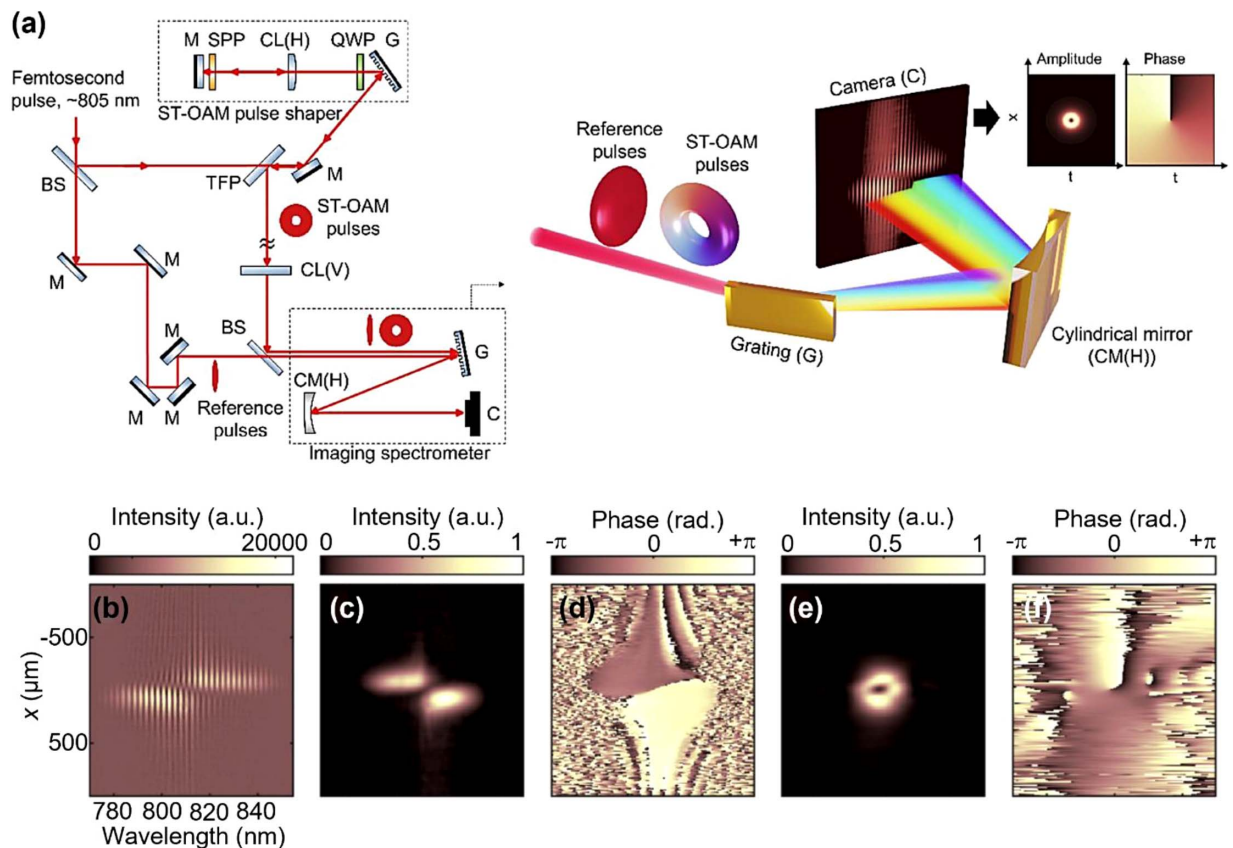 (a)
M SPP CL(H) QWP G
Femtosecond
pulse, ~805 nm
ST-OAM pulse shaper
BS
TFP
M
ST-OAM
pulses
≈
CL(V)
M
M
BS
M
G
CM(H)
M
M
Reference
pulses
C
Imaging spectrometer
Reference
pulses
ST-OAM
pulses
Camera (C)
Amplitude
Phase
x
t
t
Grating (G)
Cylindrical mirror
(CM(H))
Intensity (a.u.)
0 20000
Intensity (a.u.)
0 0.5 1
Phase (rad.)
-π 0 +π
Intensity (a.u.)
0 0.5 1
Phase (rad.)
-π 0 +π
(b)
(c)
(d)
(e)
(f)
-500
x (μm)
500
780 800 820 840
Wavelength (nm)